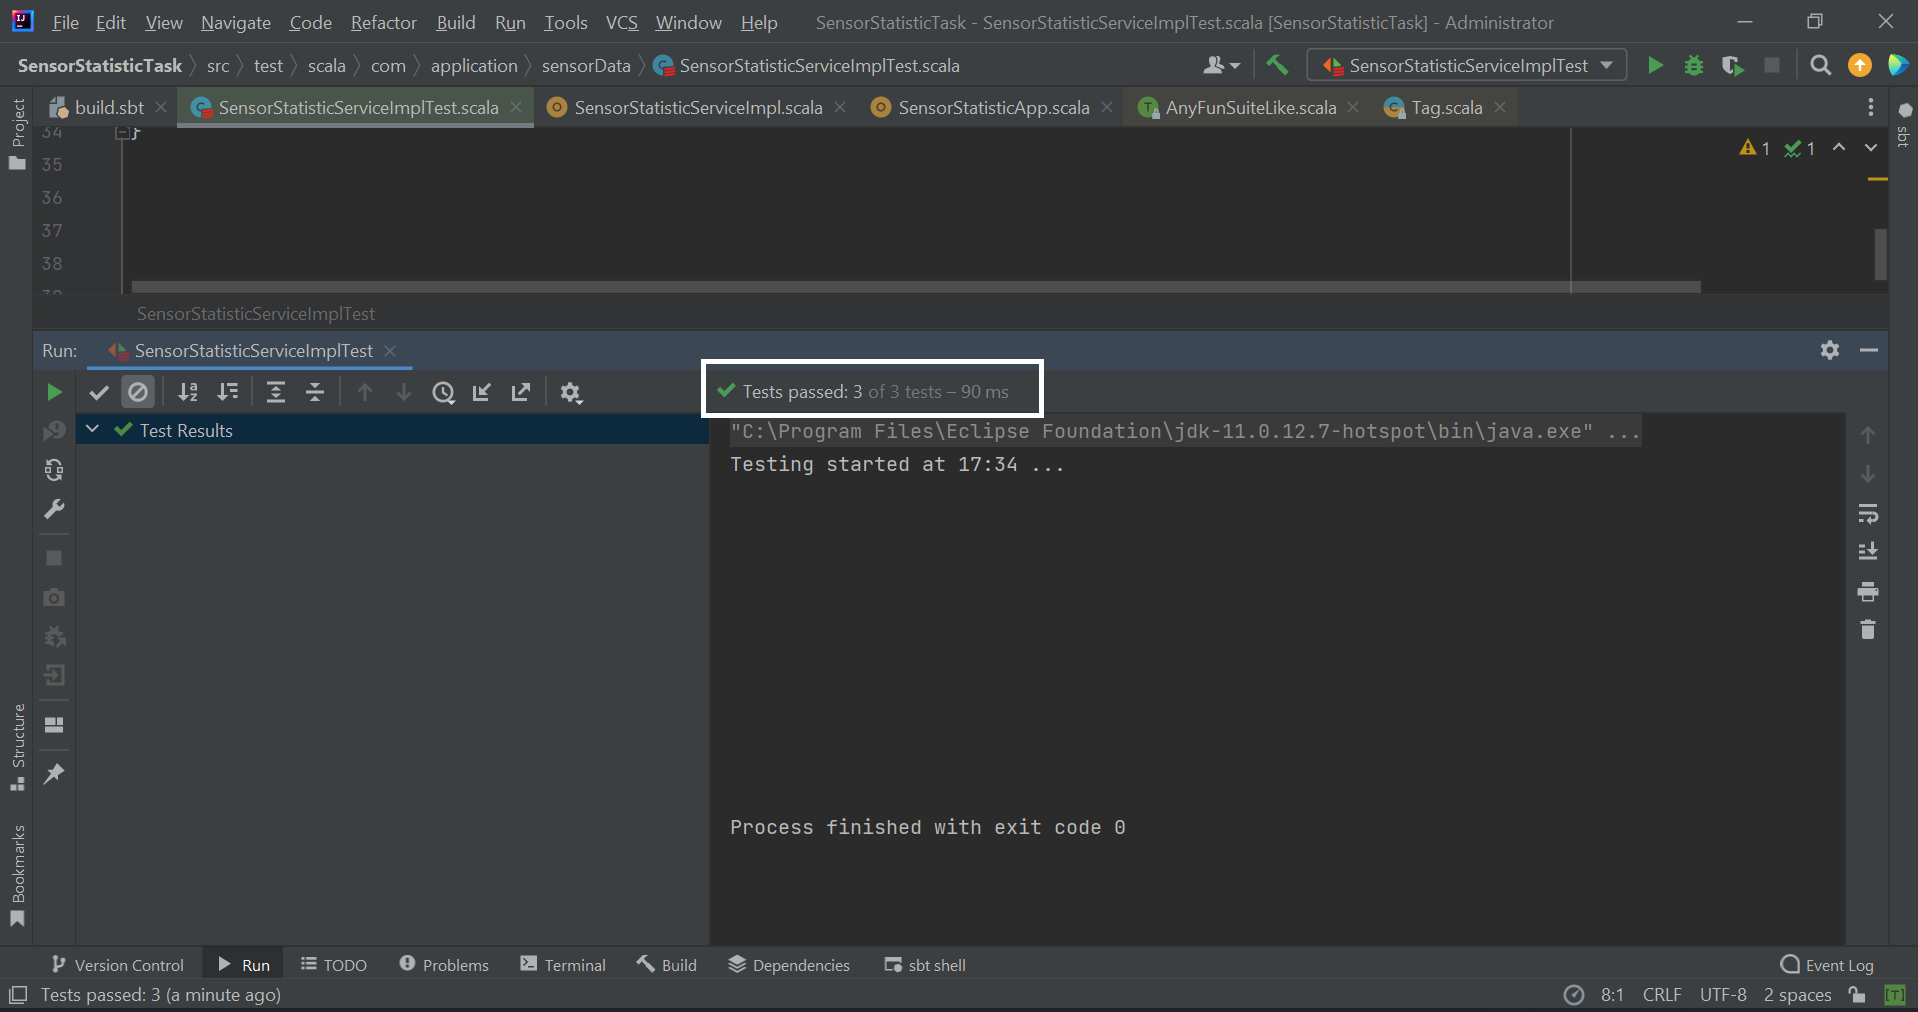 File Edit View Navigate Code Refactor Build Run Tools VCS Window Help SensorStatisticTask - SensorStatisticServiceImplTest.scala [SensorStatisticTask] - Administrator
SensorStatisticTask src test scala com application sensorData SensorStatisticServiceImplTest.scala SensorStatisticServiceImplTest
Project
build.sbt SensorStatisticServiceImplTest.scala SensorStatisticServiceImpl.scala SensorStatisticApp.scala AnyFunSuiteLike.scala Tag.scala
sbt
34 }
35 1 1
36
37
38
SensorStatisticServiceImplTest
Run: SensorStatisticServiceImplTest
Tests passed: 3 of 3 tests – 90 ms
Test Results
"C:\Program Files\Eclipse Foundation\jdk-11.0.12.7-hotspot\bin\java.exe" ...
Testing started at 17:34 ...
Process finished with exit code 0
Structure
Bookmarks
Version Control Run TODO Problems Terminal Build Dependencies sbt shell Event Log
Tests passed: 3 (a minute ago) 8:1 CRLF UTF-8 2 spaces [T]